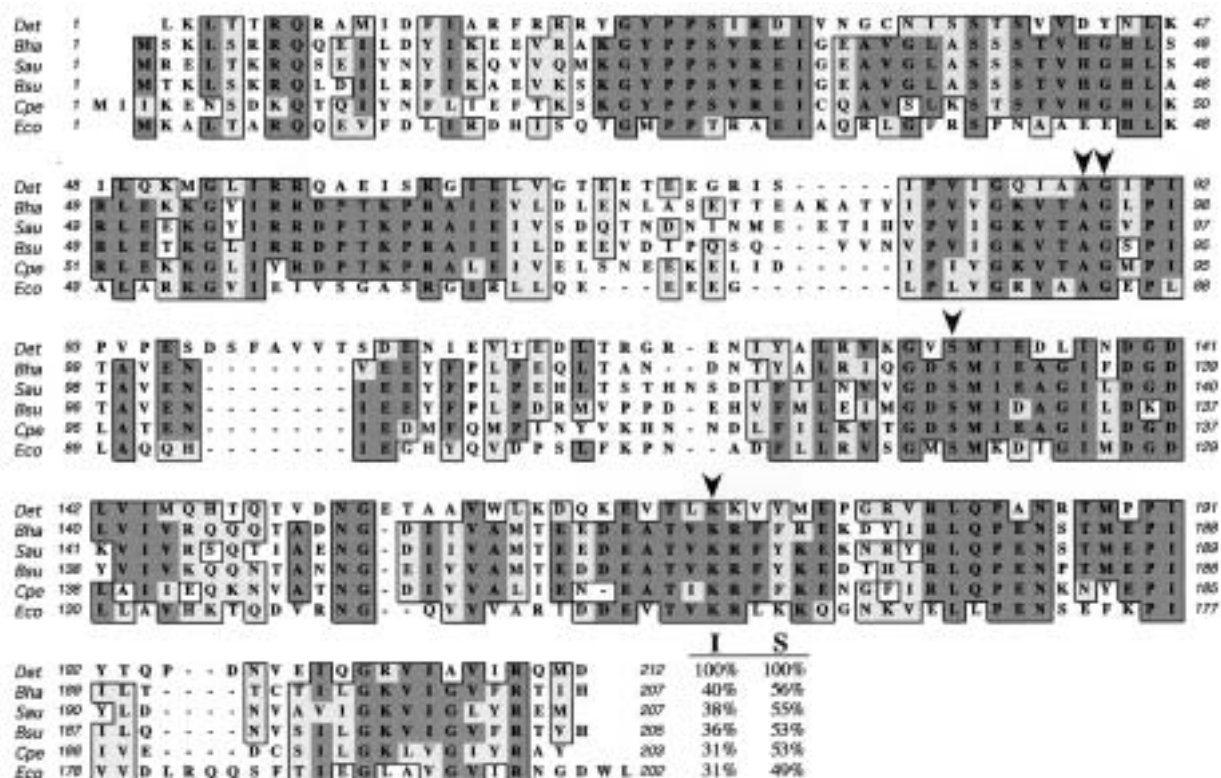 Det 1 L K L T T R Q R A M I D F I A R F R R R Y G Y P P S I R D I V N G C N I S S T S V V D Y N L K 47
Bha 1 M S K L S R R Q Q E I L D Y I K E E V R A K G Y P P S V R E I G E A V G L A S S S T V H G H L S 48
Sau 1 M R E L T K R Q S E I Y N Y I K Q V V Q M K G Y P P S V R E I G E A V G L A S S S T V H G H L S 48
Bsu 1 M T K L S K R Q L D I L R F I K A E V K S K G Y P P S V R E I G E A V G L A S S S T V H G H L A 48
Cpe 1 M I I K E N S D K Q T Q I Y N F L I E F T K S K G Y P P S V R E I C Q A V S L K S T S T V H G H L K 50
Eco 1 M K A L T A R Q Q E V F D L I R D H I S Q T G M P P T R A E I A Q R L G F R S P N A A E E H L K 48
Det 48 I L Q K M G L I R R Q A E I S R G I E L V G T E E T E E G R I S - - - - - I P V I G Q I A A G I P I 92
Bha 49 R L E K K G Y I R R D P T K P R A I E V L D L E N L A S E T T E A K A T Y I P V V G K V T A G L P I 98
Sau 49 R L E E K G Y I R R D P T K P R A I E I V S D Q T N D N I N M E - E T I H V P V I G K V T A G V P I 97
Bsu 49 R L E T K G L I R R D P T K P R A I E I L D E E V D T P Q S Q - - - V V N V P V I G K V T A G S P I 95
Cpe 51 R L E K K G L I Y R D P T K P R A L E I V E L S N E E K E L I D - - - - - I P I V G K V T A G M P I 95
Eco 49 A L A R K G V I E I V S G A S R G I R L L Q E - - - E E E G - - - - - - - L P L V G R V A A G E P L 88
Det 93 P V P E S D S F A V V T S D E N I E V T E D L T R G R - E N T Y A L R V K G V S M I E D L I N D G D 141
Bha 99 T A V E N - - - - - - - V E E Y F P L P E Q L T A N - - D N T Y A L R I Q G D S M I E A G I F D G D 139
Sau 98 T A V E N - - - - - - - I E E Y F P L P E H L T S T H N S D I F I L N V V G D S M I E A G I L D G D 140
Bsu 96 T A V E N - - - - - - - I E E Y F P L P D R M V P P D - E H V F M L E I M G D S M I D A G I L D K D 137
Cpe 96 L A T E N - - - - - - - I E D M F Q M P T N Y V K H N - N D L F I L K V T G D S M I E A G I L D G D 137
Eco 89 L A Q Q H - - - - - - - I E G H Y Q V D P S L F K P N - - A D F L L R V S G M S M K D I G I M D G D 129
Det 142 L V I M Q H T Q T V D N G E T A A V W L K D Q K E V T L K K V Y M E P G R V R L Q P A N R T M P P I 191
Bha 140 L V I V R Q Q Q T A D N G - D I I V A M T E E D E A T V K R F F R E K D Y I R L Q P E N S T M E P I 188
Sau 141 K V I V R S Q T I A E N G - D I I V A M T E E D E A T V K R F Y K E K N R Y R L Q P E N S T M E P I 189
Bsu 138 Y V I V K Q Q N T A N N G - E I V V A M T E D D E A T V K R F Y K E D T H I R L Q P E N P T M E P I 186
Cpe 138 L A I I E Q K N V A T N G - D I V V A L I E N - E A T I K R F F K E N G F I R L Q P E N K N Y E P I 185
Eco 130 L L A V H K T Q D V R N G - - Q V V V A R I D D E V T V K R L K K Q G N K V E L L P E N S E F K P I 177
I S
Det 192 Y T Q P - - D N V E I Q G R V I A V I R Q M D 212 100% 100%
Bha 189 I L T - - - - T C T I L G K V I G V F R T I H 207 40% 56%
Sau 190 Y L D - - - - N V A V I G K V I G L Y R E M 207 38% 55%
Bsu 187 T L Q - - - - N V S I L G K V I G V F R T Y H 205 36% 53%
Cpe 186 I V E - - - - D C S I L G K L V G I Y R A Y 203 31% 53%
Eco 178 V V D L R Q Q S F T I E G L A V G V I R N G D W L 202 31% 49%